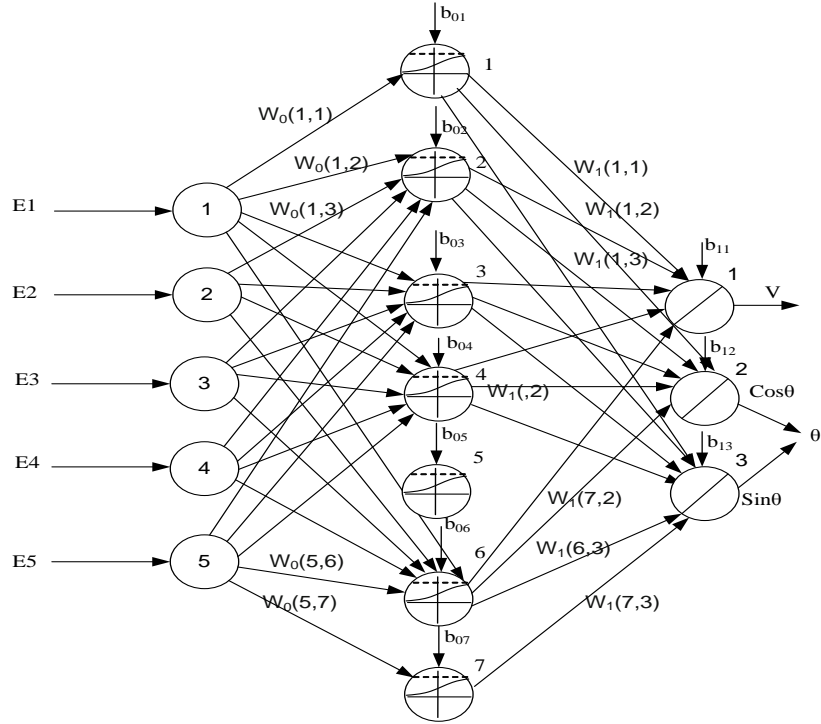 b01
1
W0(1,1)
b02
W0(1,2)
2
W1(1,1)
E1
1
W0(1,3)
W1(1,2)
b03
W1(1,3)
b11
3
1
E2
2
V
b04
b12
4
2
E3
3
W1(,2)
Cosθ
b05
θ
b13
5
3
E4
4
Sinθ
W1(7,2)
b06
6
W1(6,3)
E5
5
W0(5,6)
W0(5,7)
W1(7,3)
b07
7